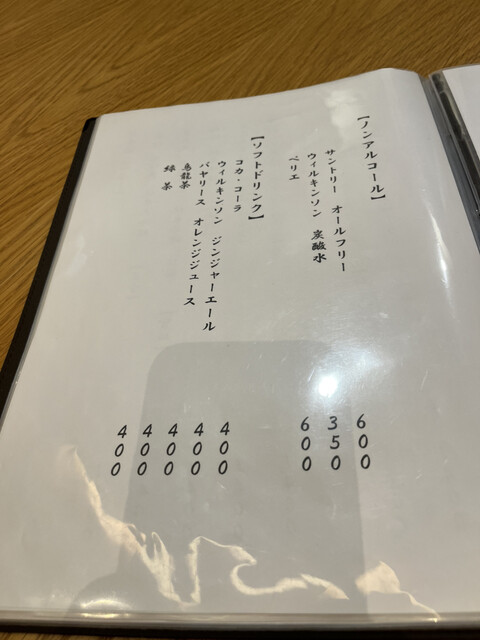 【ノンアルコール】
サントリー オールフリー 600
ウィルキンソン 炭酸水 350
ペリエ 600
【ソフトドリンク】
コカ・コーラ 400
ウィルキンソン ジンジャーエール 400
バヤリース オレンジジュース 400
烏龍茶 400
緑茶 400